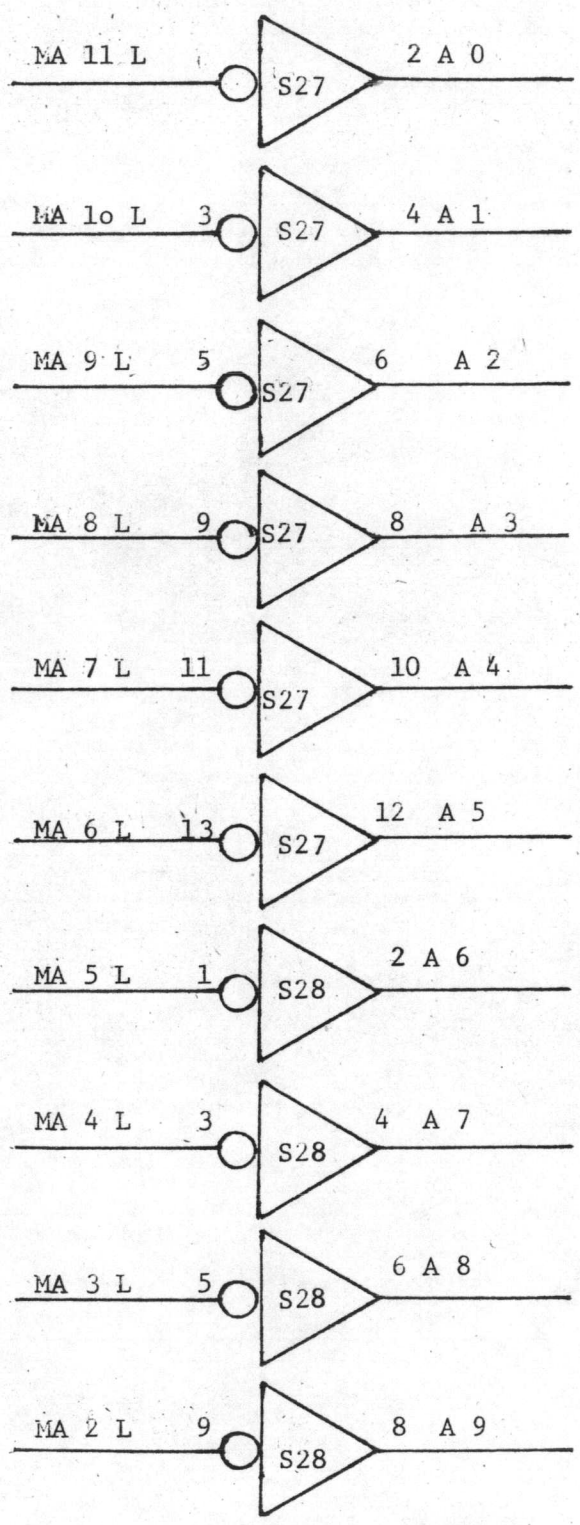 MA 11 L 1 S27 2 A 0
MA 1o L 3 S27 4 A 1
MA 9 L 5 S27 6 A 2
MA 8 L 9 S27 8 A 3
MA 7 L 11 S27 10 A 4
MA 6 L 13 S27 12 A 5
MA 5 L 1 S28 2 A 6
MA 4 L 3 S28 4 A 7
MA 3 L 5 S28 6 A 8
MA 2 L 9 S28 8 A 9